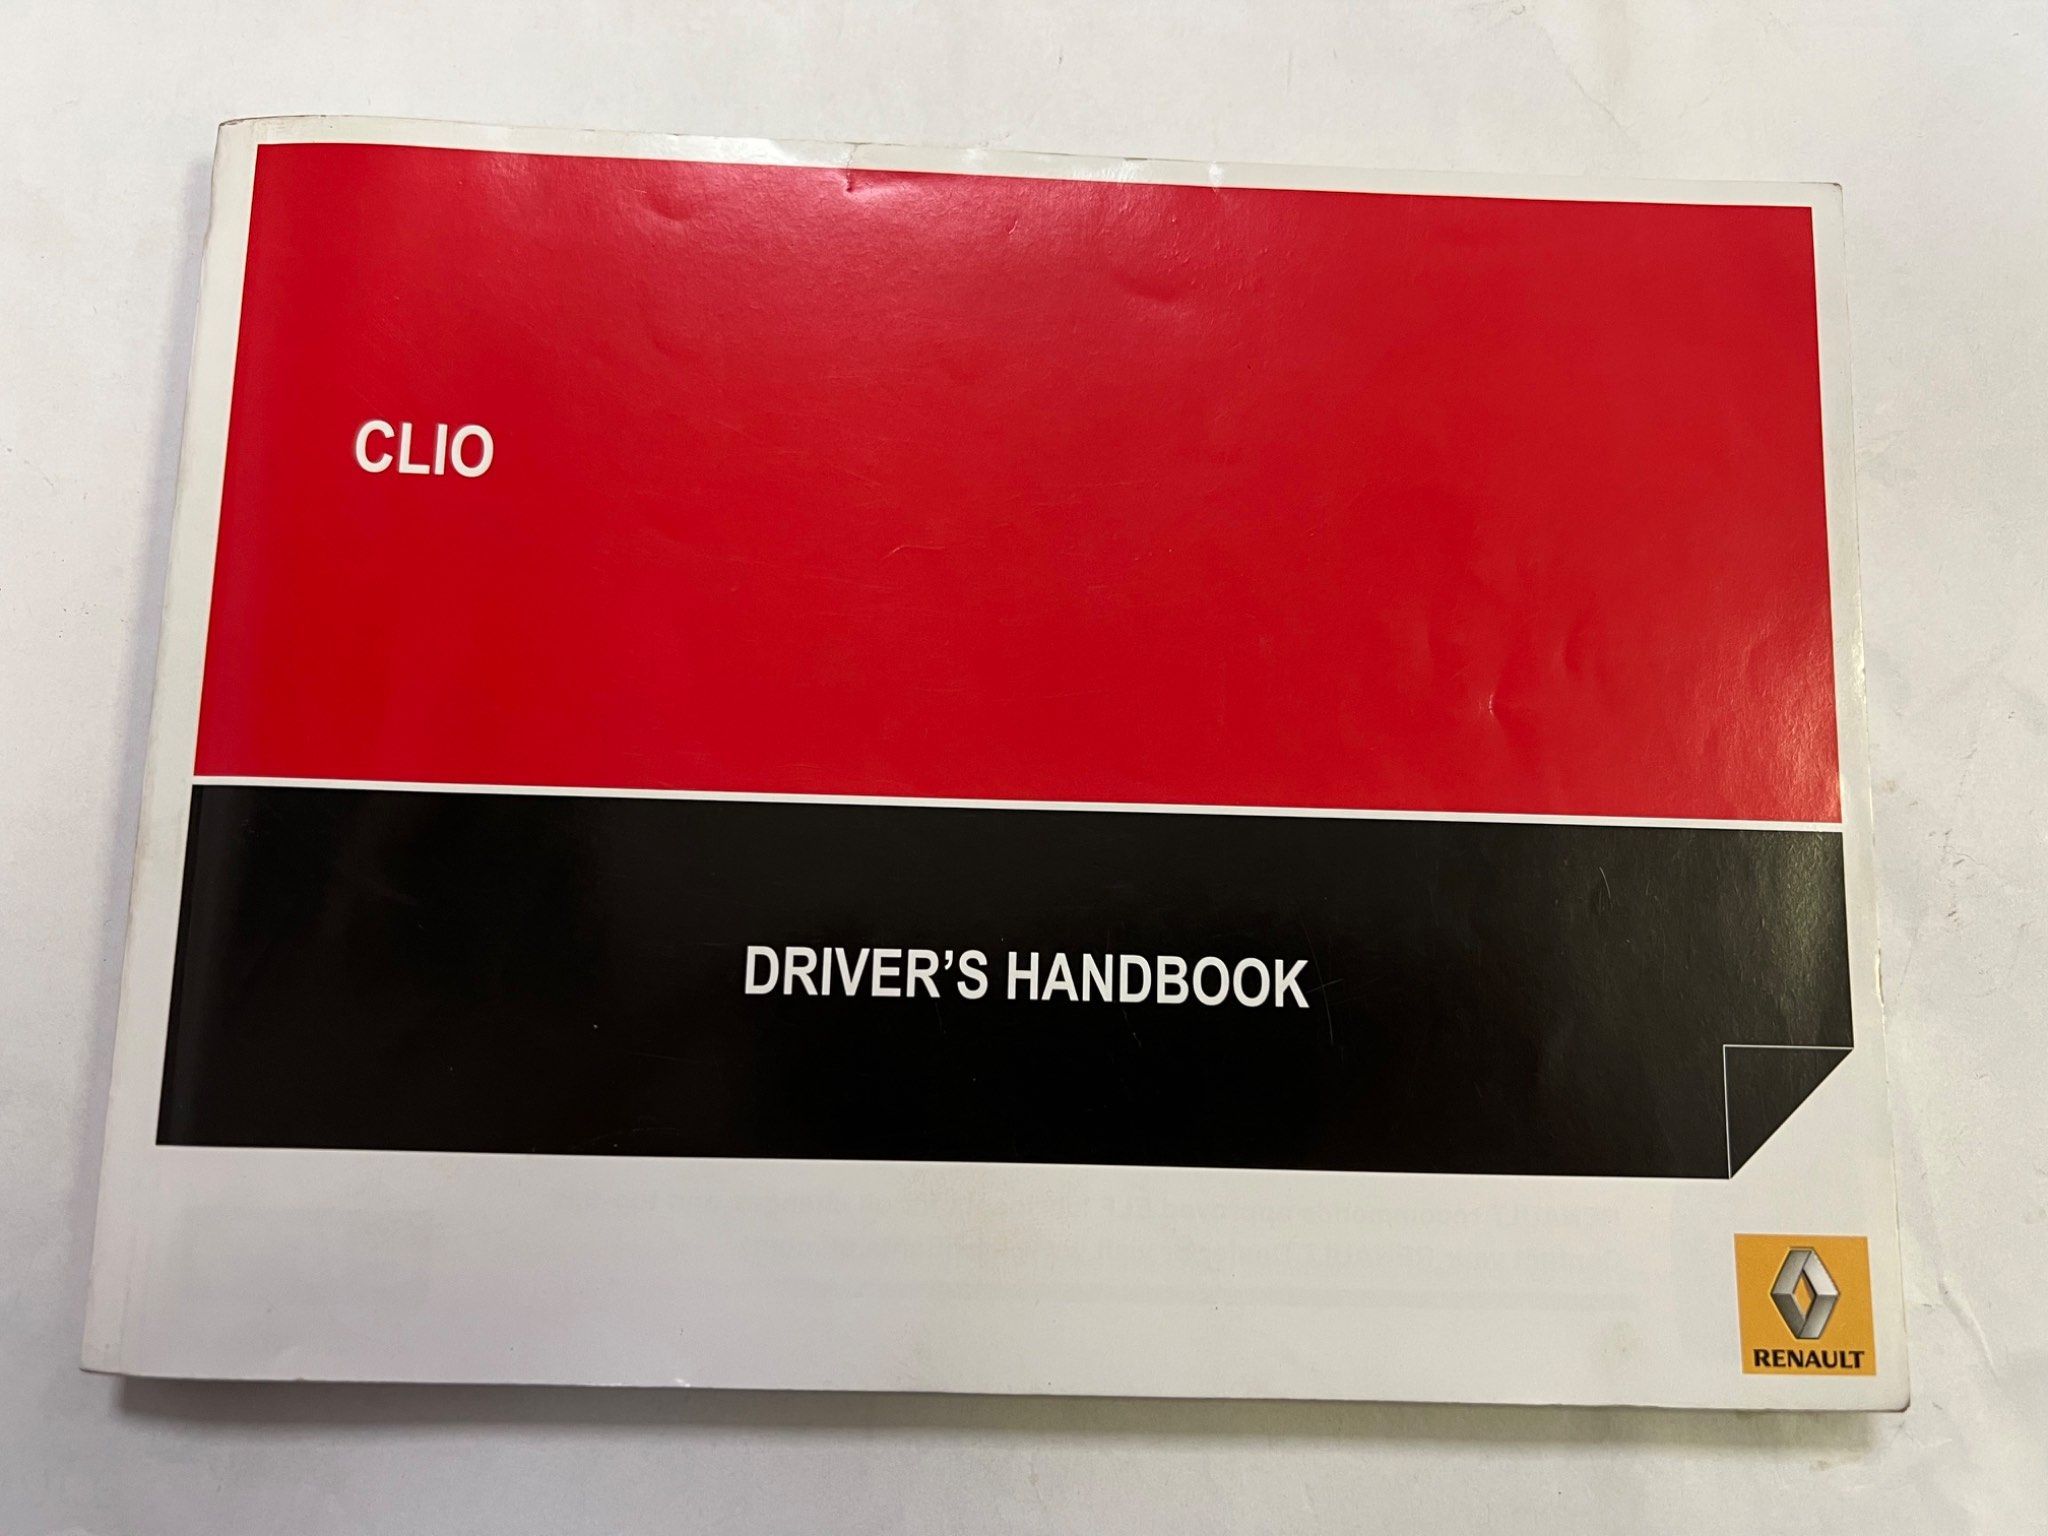 CLIO
DRIVER'S HANDBOOK
RENAULT